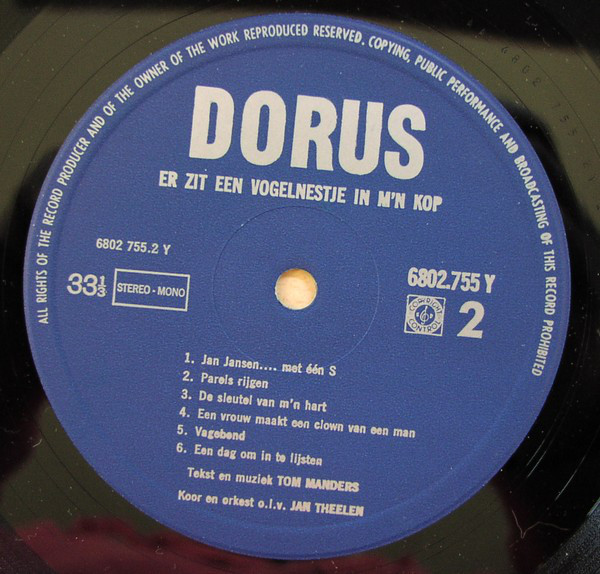 ALL RIGHTS OF THE RECORD PRODUCER AND OF THE OWNER OF THE WORK REPRODUCED RESERVED. COPYING, PUBLIC PERFORMANCE AND BROADCASTING OF THIS RECORD PROHIBITED
DORUS
ER ZIT EEN VOGELNESTJE IN M'N KOP
6802 755.2 Y
33⅓ STEREO - MONO
6802.755 Y
COPYRIGHT CONTROL
2
1. Jan Jansen.... met één S
2. Parels rijgen
3. De sleutel van m'n hart
4. Een vrouw maakt een clown van een man
5. Vagebond
6. Een dag om in te lijsten
Tekst en muziek TOM MANDERS
Koor en orkest o.l.v. JAN THEELEN